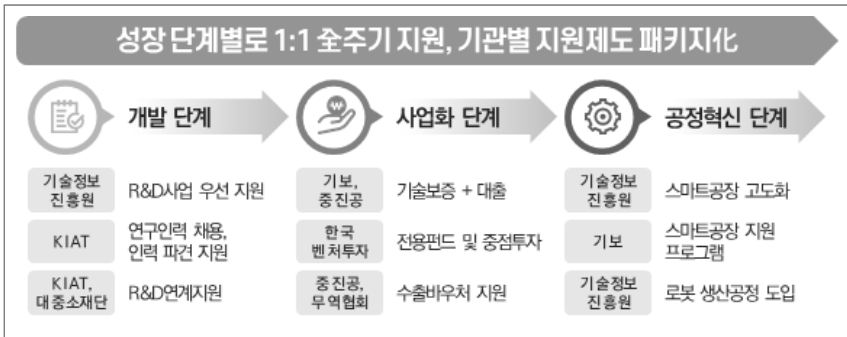 성장 단계별로 1:1 全주기 지원, 기관별 지원제도 패키지化
개발 단계
기술정보
진흥원
R&D사업 우선 지원
KIAT
연구인력 채용,
인력 파견 지원
KIAT,
대중소재단
R&D연계지원
₩
사업화 단계
기보,
중진공
기술보증 + 대출
한국
벤처투자
전용펀드 및 중점투자
중진공,
무역협회
수출바우처 지원
공정혁신 단계
기술정보
진흥원
스마트공장 고도화
기보
스마트공장 지원
프로그램
기술정보
진흥원
로봇 생산공정 도입